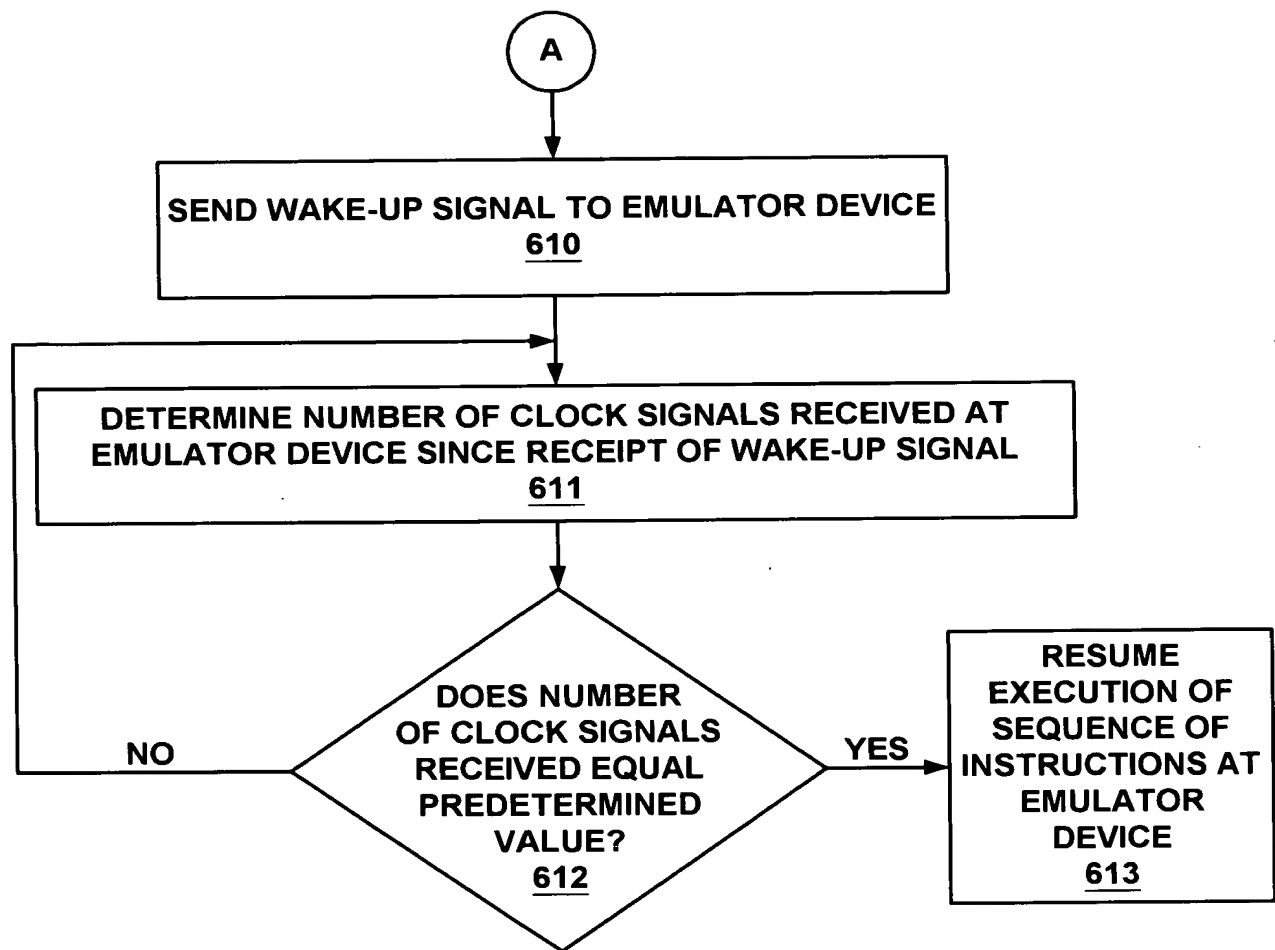 A
SEND WAKE-UP SIGNAL TO EMULATOR DEVICE
610
DETERMINE NUMBER OF CLOCK SIGNALS RECEIVED AT
EMULATOR DEVICE SINCE RECEIPT OF WAKE-UP SIGNAL
611
DOES NUMBER
OF CLOCK SIGNALS
RECEIVED EQUAL
PREDETERMINED
VALUE?
612
NO
YES
RESUME
EXECUTION OF
SEQUENCE OF
INSTRUCTIONS AT
EMULATOR
DEVICE
613